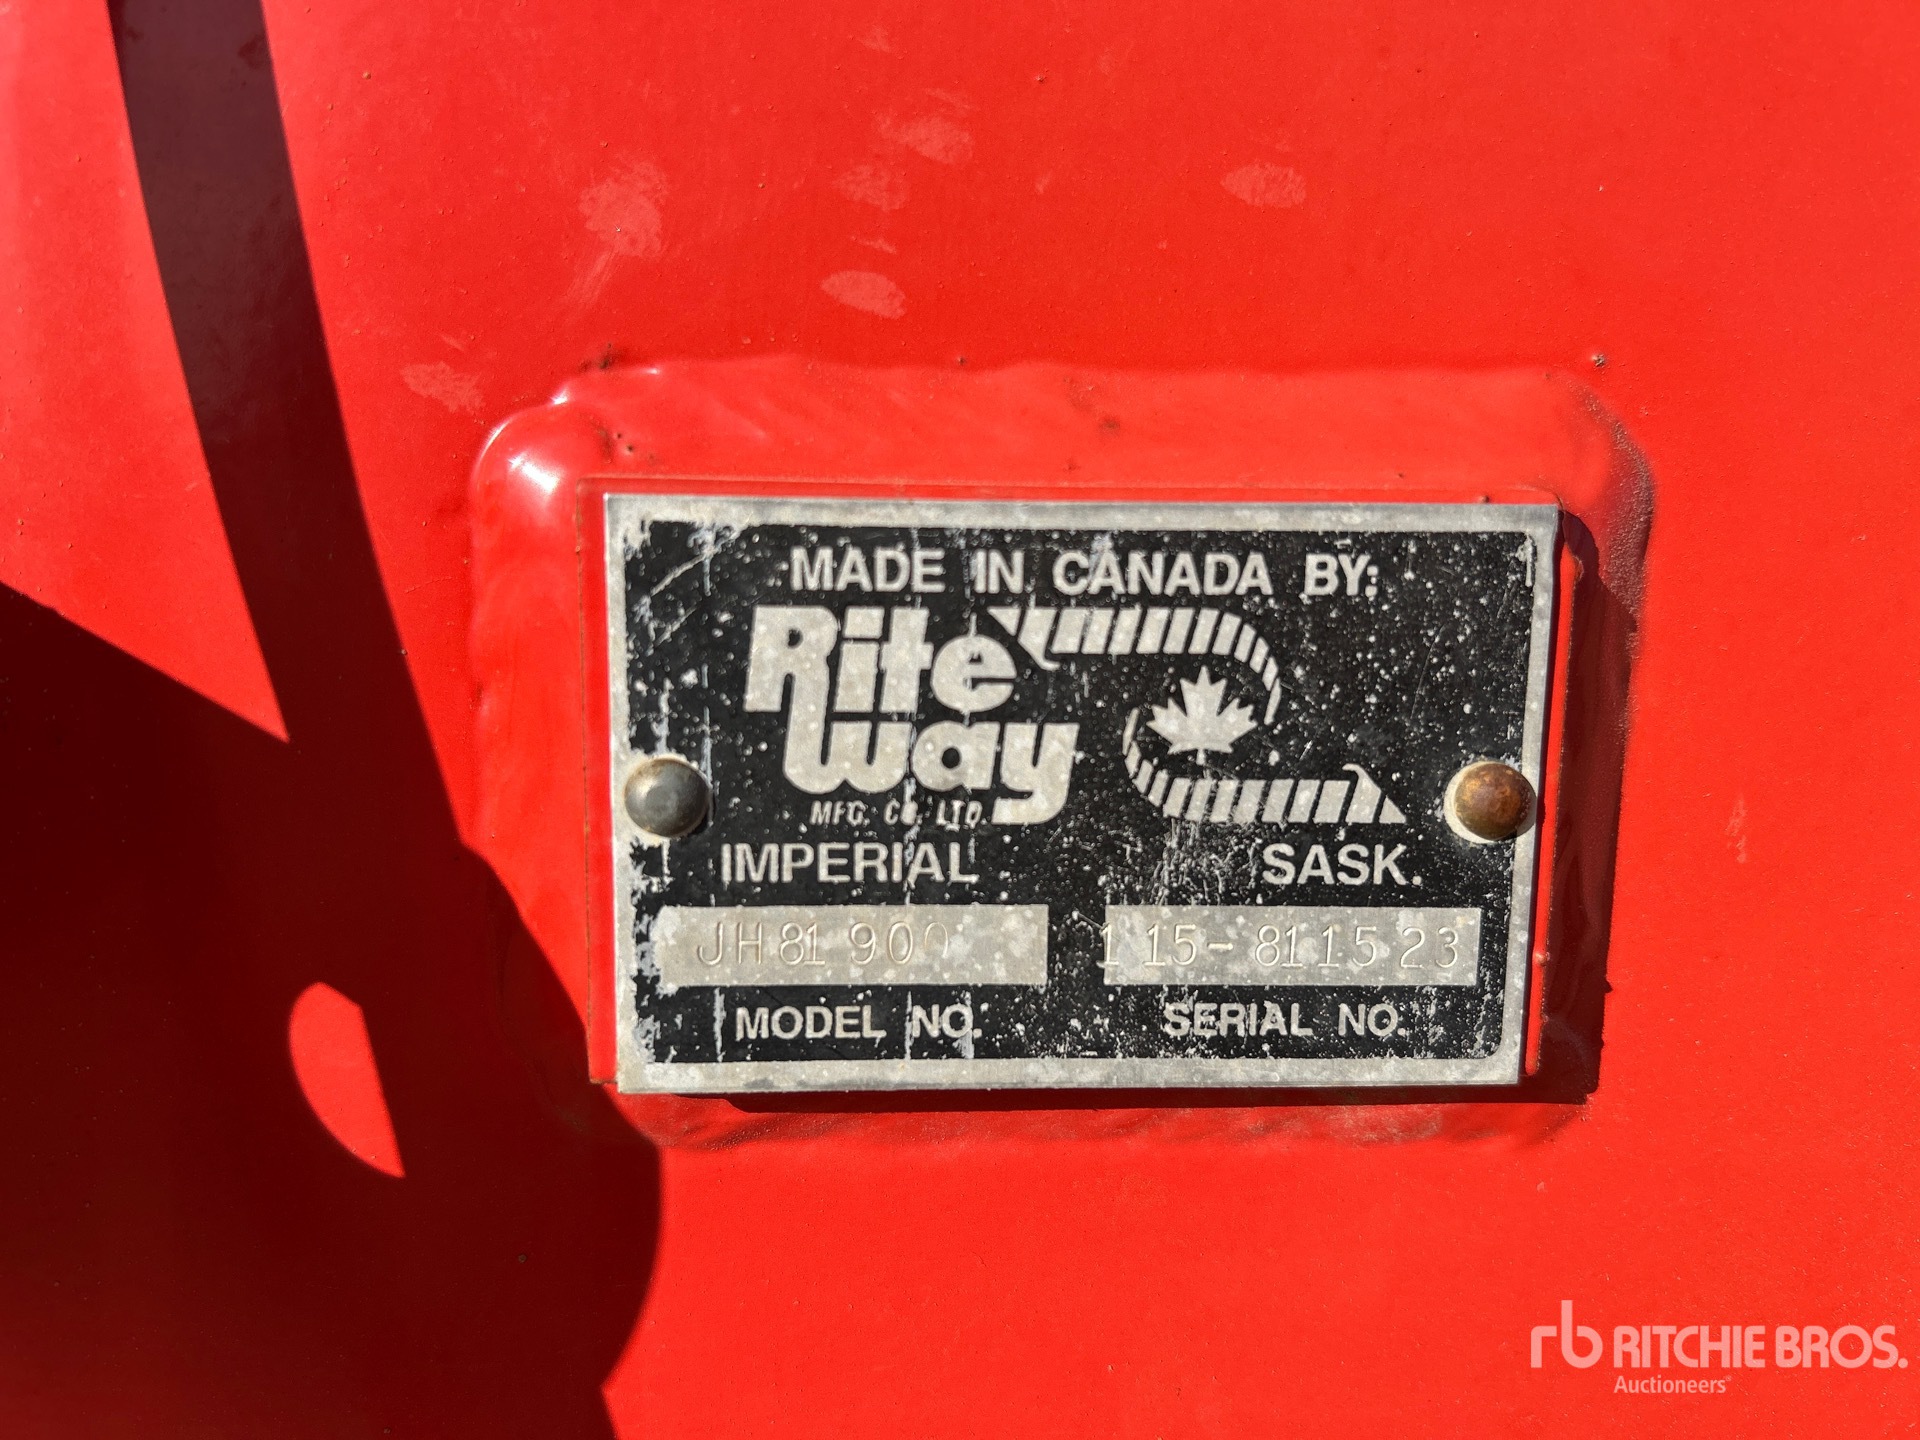 MADE IN CANADA BY:
Rite
way
MFG. CO. LTD.
IMPERIAL SASK.
JH81 900 115-811523
MODEL NO. SERIAL NO.
rb RITCHIE BROS.
Auctioneers